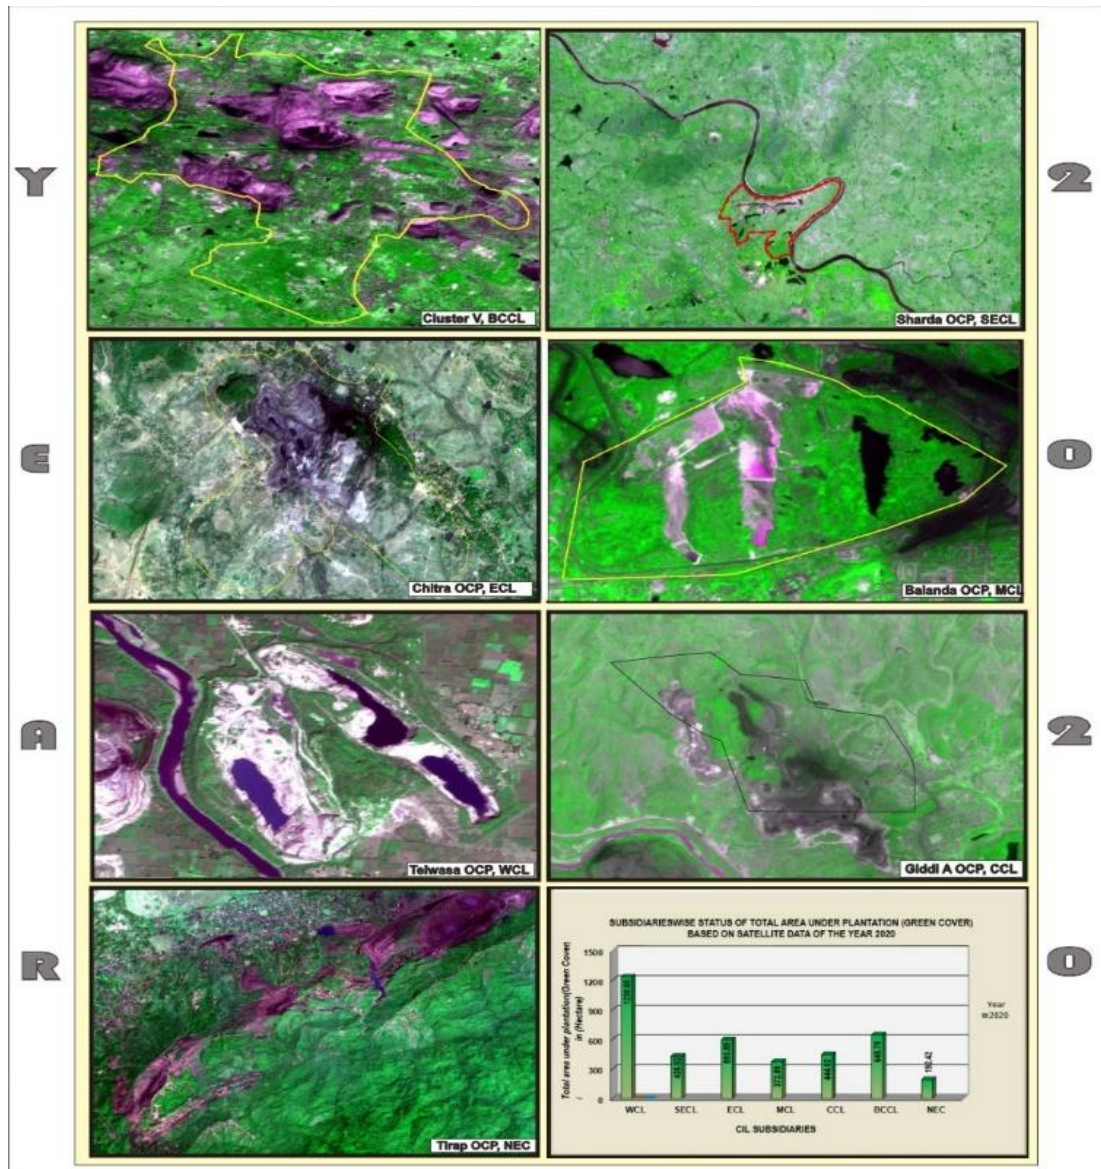 Y
E
A
R
2
0
2
0
Cluster V, BCCL
Sharda OCP, SECL
Chitra OCP, ECL
Balanda OCP, MCL
Telwasa OCP, WCL
Giddi A OCP, CCL
Tirap OCP, NEC
SUBSIDIARIESWISE STATUS OF TOTAL AREA UNDER PLANTATION (GREEN COVER)
BASED ON SATELLITE DATA OF THE YEAR 2020
Total area under plantation(Green Cover)
in (Hectare)
1500
1200
900
600
300
0
192.42
Year
2020
WCL SECL ECL MCL CCL BCCL NEC
CIL SUBSIDIARIES